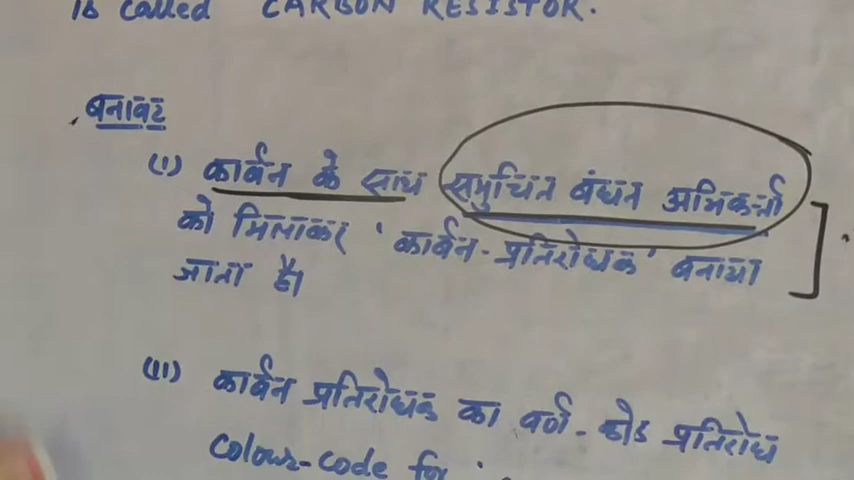 is called CARBON RESISTOR.
बनावट
(I) कार्बन के साथ समुचित बंधन अभिकर्ता
को मिलाकर 'कार्बन-प्रतिरोधक' बनाया
जाता है।
(II) कार्बन प्रतिरोधक का वर्ण-कोड प्रतिरोध
Colour-code